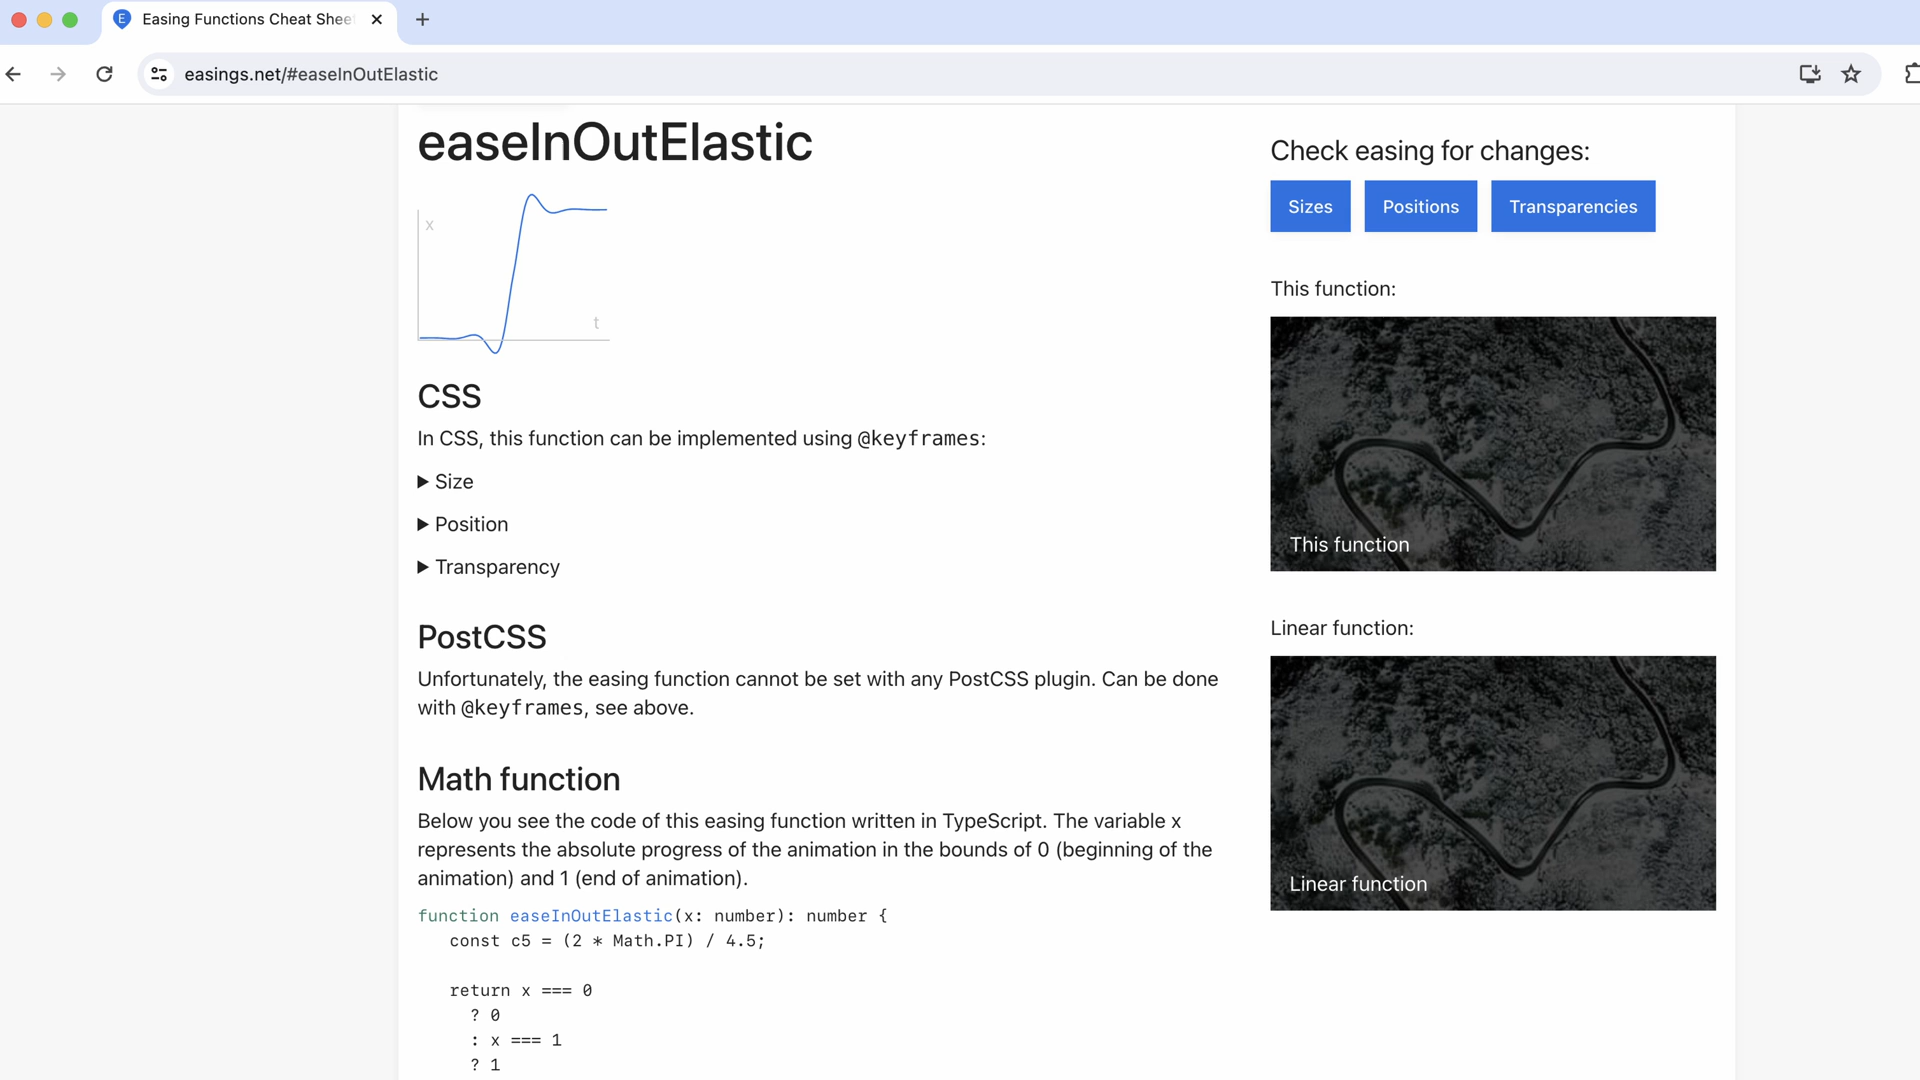 Easing Functions Cheat Shee
easings.net/#easeInOutElastic
easeInOutElastic
x
t
CSS
In CSS, this function can be implemented using @keyframes:
Size
Position
Transparency
PostCSS
Unfortunately, the easing function cannot be set with any PostCSS plugin. Can be done
with @keyframes, see above.
Math function
Below you see the code of this easing function written in TypeScript. The variable x
represents the absolute progress of the animation in the bounds of 0 (beginning of the
animation) and 1 (end of animation).
function easeInOutElastic(x: number): number {
const c5 = (2 * Math.PI) / 4.5;
return x === 0
? 0
: x === 1
? 1
Check easing for changes:
Sizes Positions Transparencies
This function:
This function
Linear function:
Linear function